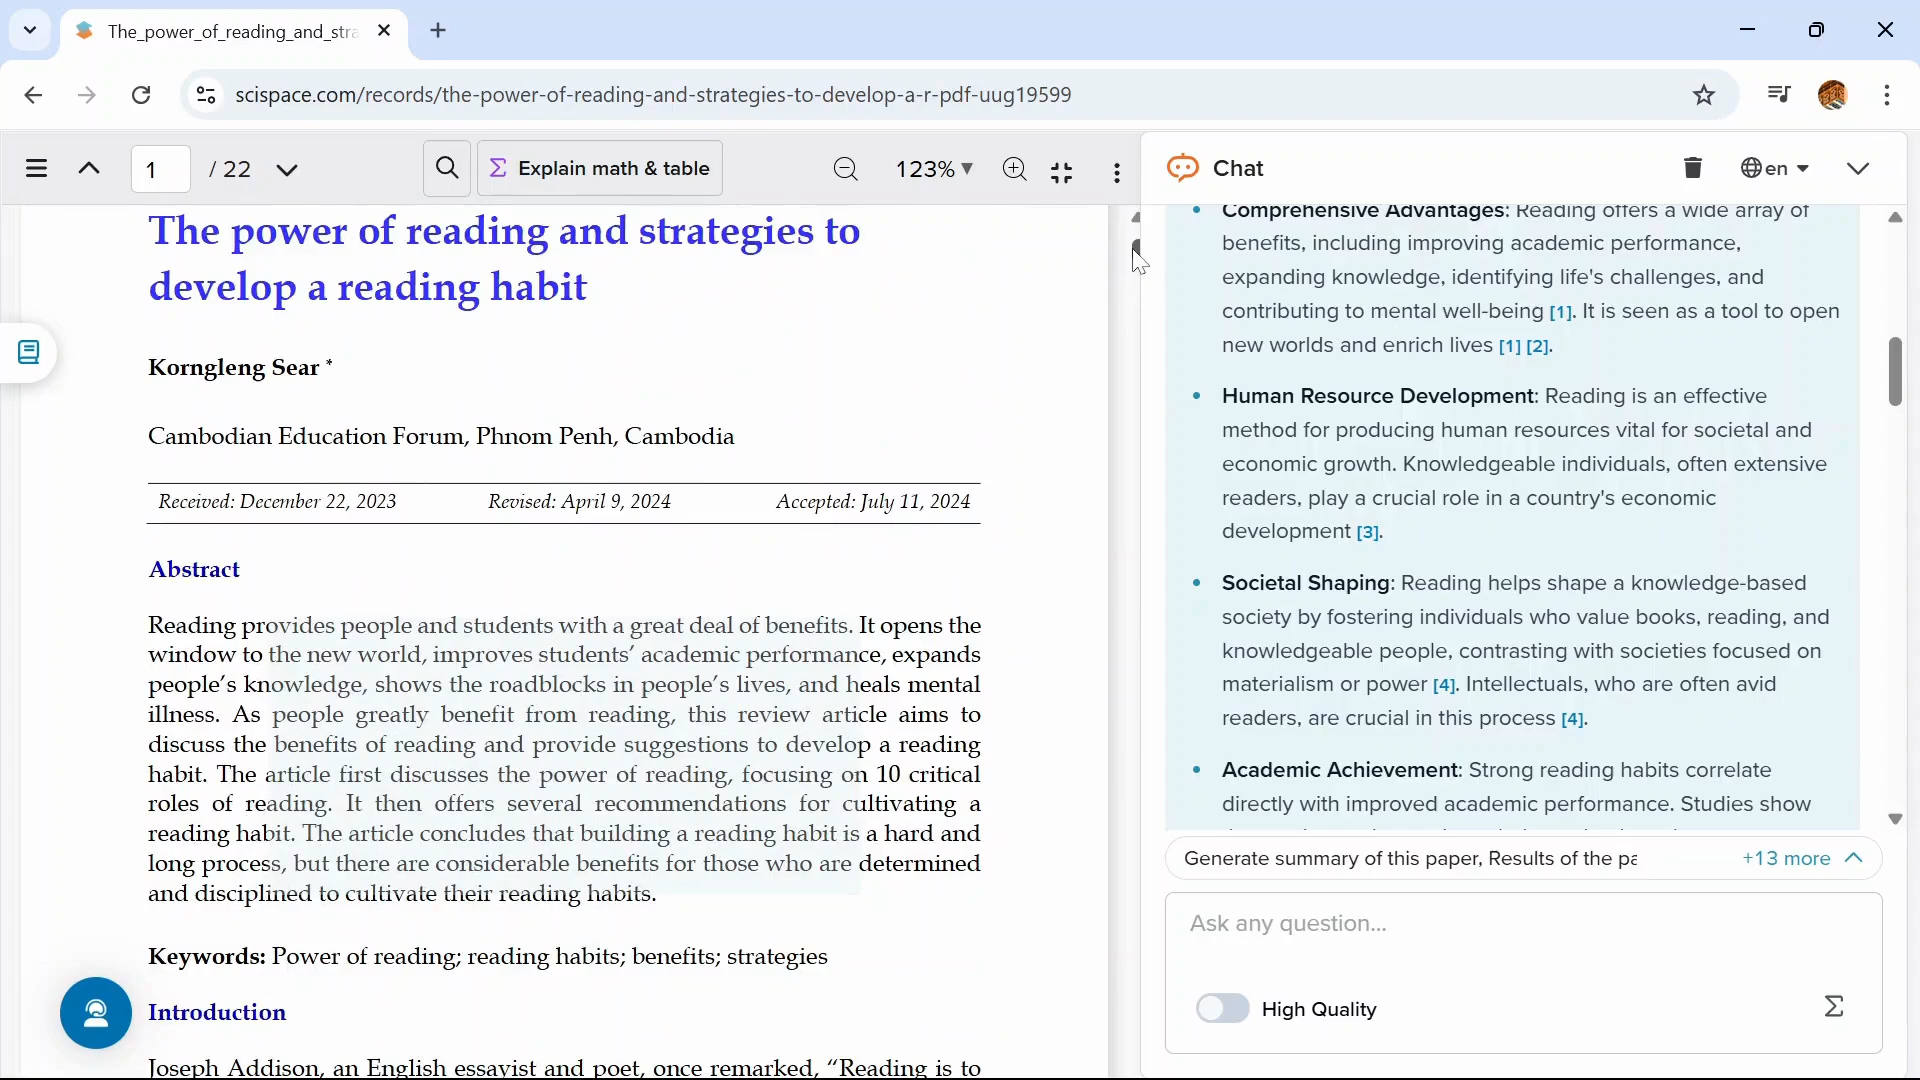 The_power_of_reading_and_stra
scispace.com/records/the-power-of-reading-and-strategies-to-develop-a-r-pdf-uug19599
1 / 22
Explain math & table
123%
Chat
en
The power of reading and strategies to
develop a reading habit
Korngleng Sear *
Cambodian Education Forum, Phnom Penh, Cambodia
Received: December 22, 2023 Revised: April 9, 2024 Accepted: July 11, 2024
Abstract
Reading provides people and students with a great deal of benefits. It opens the
window to the new world, improves students’ academic performance, expands
people’s knowledge, shows the roadblocks in people’s lives, and heals mental
illness. As people greatly benefit from reading, this review article aims to
discuss the benefits of reading and provide suggestions to develop a reading
habit. The article first discusses the power of reading, focusing on 10 critical
roles of reading. It then offers several recommendations for cultivating a
reading habit. The article concludes that building a reading habit is a hard and
long process, but there are considerable benefits for those who are determined
and disciplined to cultivate their reading habits.
Keywords: Power of reading; reading habits; benefits; strategies
Introduction
Joseph Addison, an English essayist and poet, once remarked, “Reading is to
Comprehensive Advantages: Reading offers a wide array of
benefits, including improving academic performance,
expanding knowledge, identifying life's challenges, and
contributing to mental well-being [1]. It is seen as a tool to open
new worlds and enrich lives [1] [2].
Human Resource Development: Reading is an effective
method for producing human resources vital for societal and
economic growth. Knowledgeable individuals, often extensive
readers, play a crucial role in a country's economic
development [3].
Societal Shaping: Reading helps shape a knowledge-based
society by fostering individuals who value books, reading, and
knowledgeable people, contrasting with societies focused on
materialism or power [4]. Intellectuals, who are often avid
readers, are crucial in this process [4].
Academic Achievement: Strong reading habits correlate
directly with improved academic performance. Studies show
Generate summary of this paper, Results of the pa
+13 more
Ask any question...
High Quality